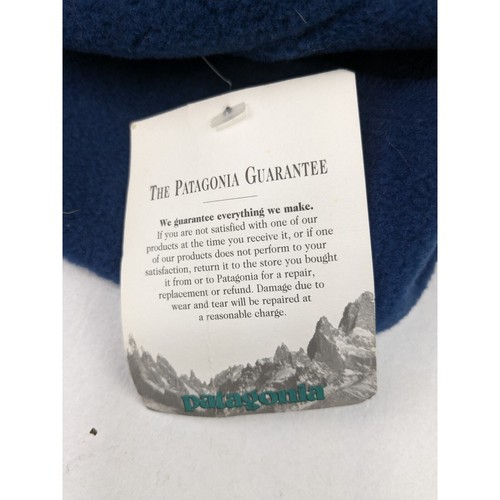 THE PATAGONIA GUARANTEE
We guarantee everything we make.
If you are not satisfied with one of our
products at the time you receive it, or if one
of our products does not perform to your
satisfaction, return it to the store you bought
it from or to Patagonia for a repair,
replacement or refund. Damage due to
wear and tear will be repaired at
a reasonable charge.
patagonia